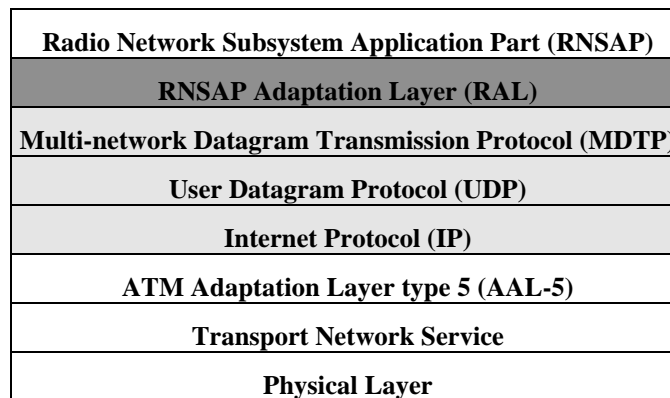 Radio Network Subsystem Application Part (RNSAP)
RNSAP Adaptation Layer (RAL)
Multi-network Datagram Transmission Protocol (MDTP)
User Datagram Protocol (UDP)
Internet Protocol (IP)
ATM Adaptation Layer type 5 (AAL-5)
Transport Network Service
Physical Layer